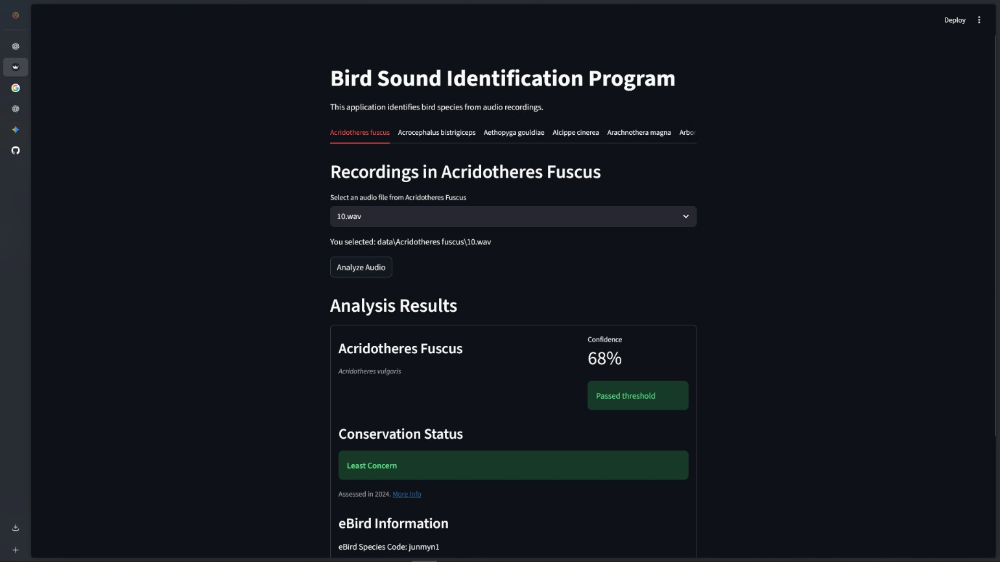 Deploy
Bird Sound Identification Program
This application identifies bird species from audio recordings.
Acridotheres fuscus Acrocephalus bistrigiceps Aethopyga gouldiae Alcippe cinerea Arachnothera magna Arbor
Recordings in Acridotheres Fuscus
Select an audio file from Acridotheres Fuscus
10.wav
You selected: data\Acridotheres fuscus\10.wav
Analyze Audio
Analysis Results
Acridotheres Fuscus
Acridotheres vulgaris
Confidence
68%
Passed threshold
Conservation Status
Least Concern
Assessed in 2024. More Info
eBird Information
eBird Species Code: junmyn1